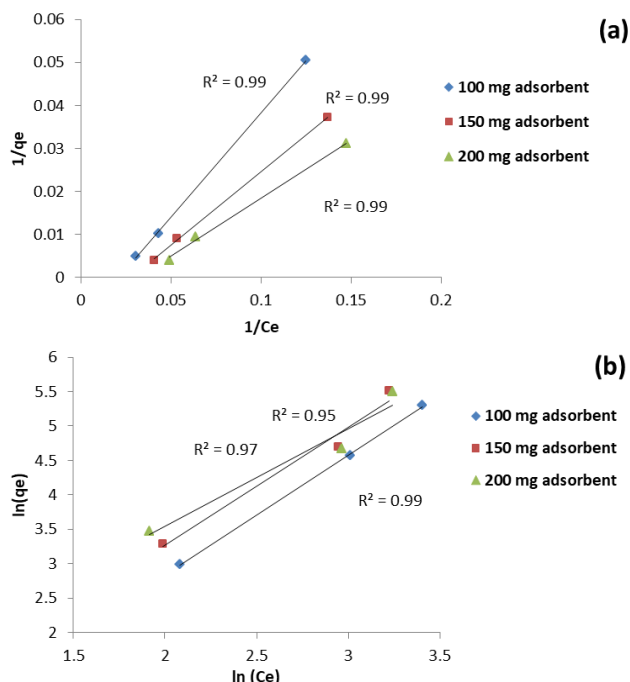 (a)
0.06
0.05
0.04
0.03
0.02
0.01
0
1/qe
R² = 0.99
R² = 0.99
R² = 0.99
0
0.05
0.1
0.15
0.2
1/Ce
100 mg adsorbent
150 mg adsorbent
200 mg adsorbent
(b)
6
5.5
5
4.5
4
3.5
3
2.5
2
ln(qe)
R² = 0.95
R² = 0.97
R² = 0.99
1.5
2
2.5
3
3.5
ln (Ce)
100 mg adsorbent
150 mg adsorbent
200 mg adsorbent